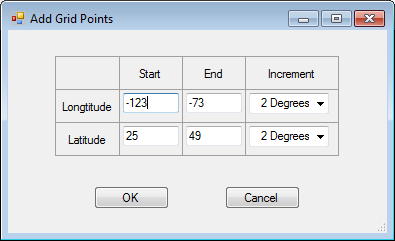 Add Grid Points
Start End Increment
Longtitude -123 -73 2 Degrees
Latitude 25 49 2 Degrees
OK Cancel